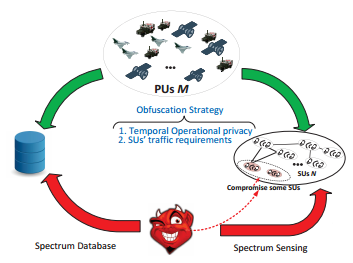 PUs M
Obfuscation Strategy
1. Temporal Operational privacy
2. SUs' traffic requirements
SUs N
Compromise some SUs
Spectrum Database
Spectrum Sensing